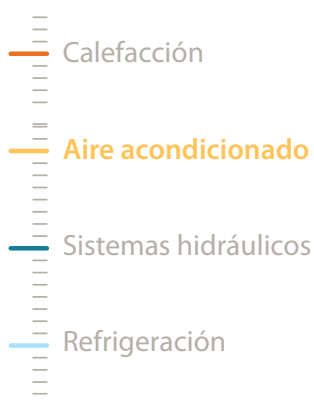 Calefacción
Aire acondicionado
Sistemas hidráulicos
Refrigeración